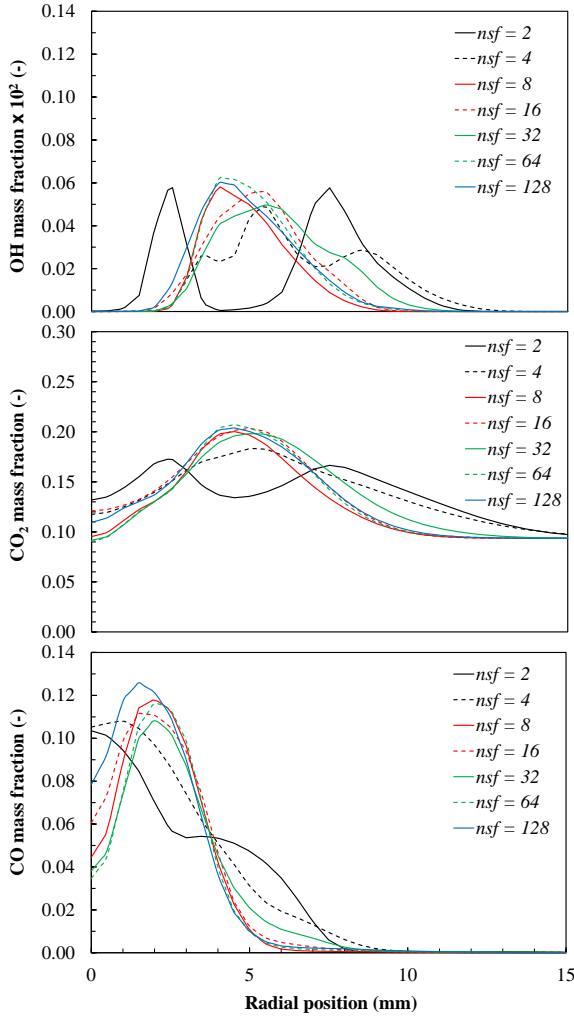 OH mass fraction x 10² (-)
0.14
0.12
0.10
0.08
0.06
0.04
0.02
0.00
nsf = 2
nsf = 4
nsf = 8
nsf = 16
nsf = 32
nsf = 64
nsf = 128
CO₂ mass fraction (-)
0.30
0.25
0.20
0.15
0.10
0.05
0.00
nsf = 2
nsf = 4
nsf = 8
nsf = 16
nsf = 32
nsf = 64
nsf = 128
CO mass fraction (-)
0.14
0.12
0.10
0.08
0.06
0.04
0.02
0.00
nsf = 2
nsf = 4
nsf = 8
nsf = 16
nsf = 32
nsf = 64
nsf = 128
0 5 10 15
Radial position (mm)